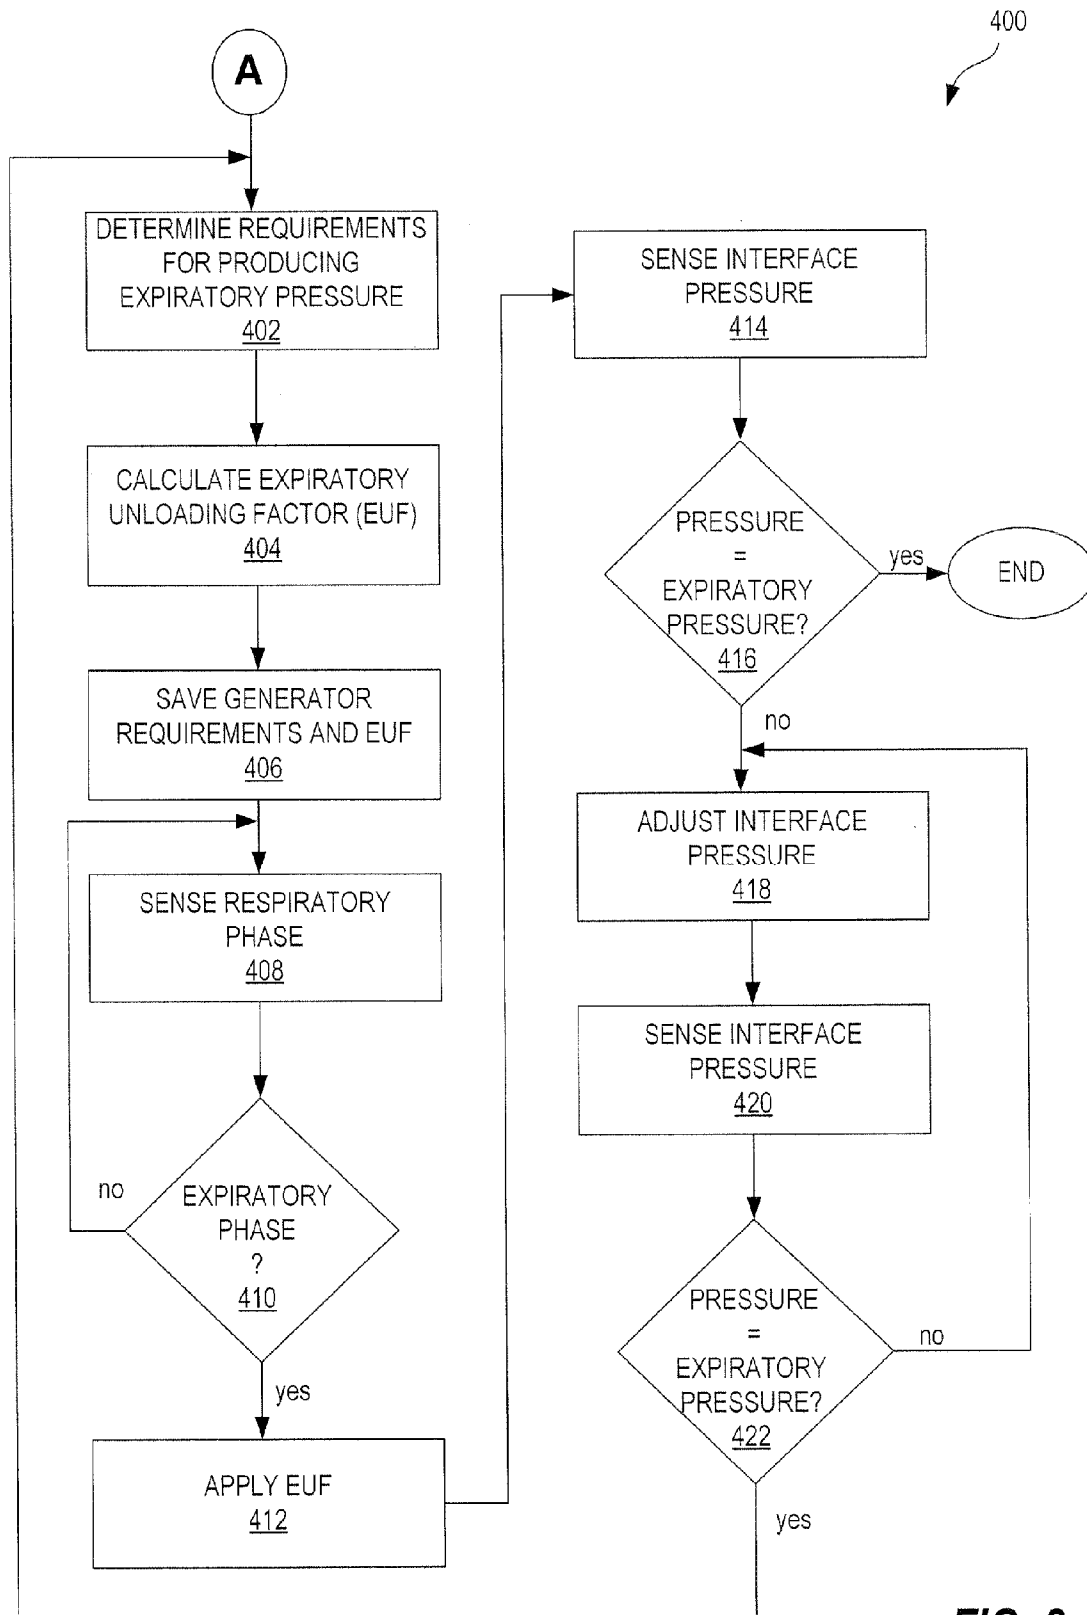 400
A
DETERMINE REQUIREMENTS
FOR PRODUCING
EXPIRATORY PRESSURE
402
CALCULATE EXPIRATORY
UNLOADING FACTOR (EUF)
404
SAVE GENERATOR
REQUIREMENTS AND EUF
406
SENSE RESPIRATORY
PHASE
408
no
EXPIRATORY
PHASE
?
410
yes
APPLY EUF
412
SENSE INTERFACE
PRESSURE
414
PRESSURE
=
EXPIRATORY
PRESSURE?
416
yes
END
no
ADJUST INTERFACE
PRESSURE
418
SENSE INTERFACE
PRESSURE
420
PRESSURE
=
EXPIRATORY
PRESSURE?
422
no
yes